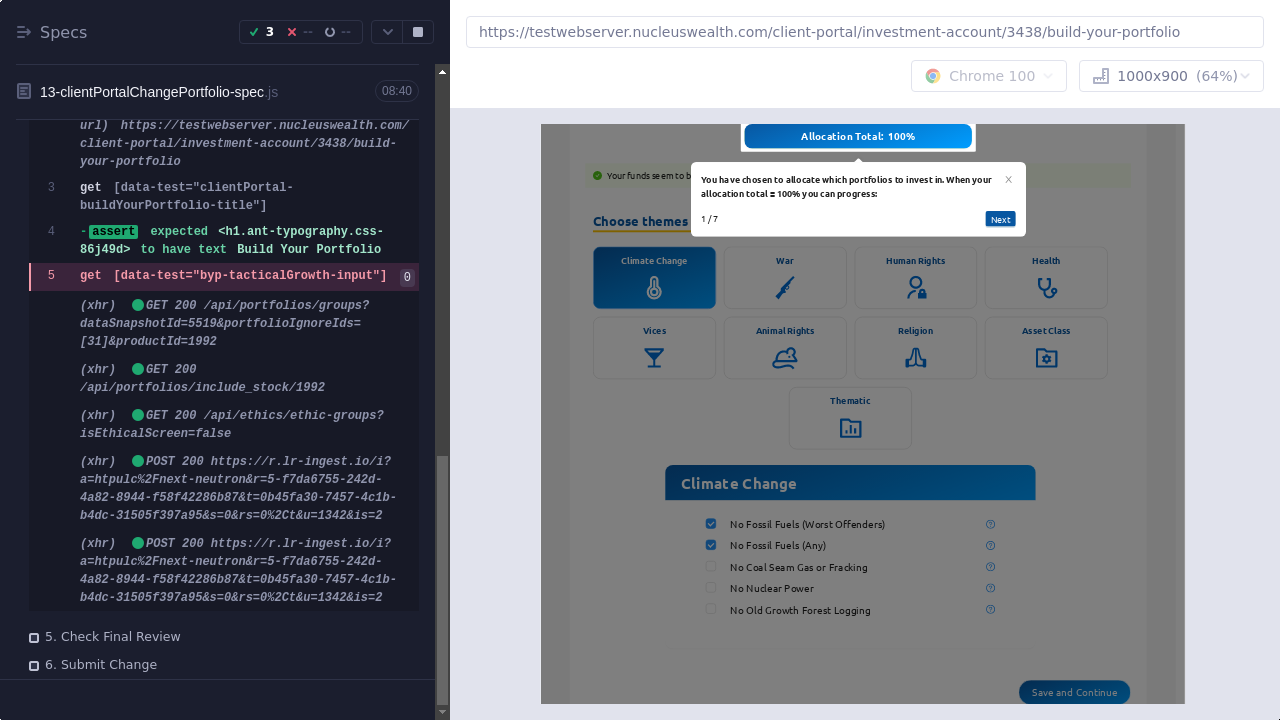 Specs
3
--
--
https://testwebserver.nucleuswealth.com/client-portal/investment-account/3438/build-your-portfolio
Chrome 100
1000x900 (64%)
13-clientPortalChangePortfolio-spec.js
08:40
url) https://testwebserver.nucleuswealth.com/
client-portal/investment-account/3438/build-
your-portfolio
3 get [data-test="clientPortal-
buildYourPortfolio-title"]
4 -assert expected <h1.ant-typography.css-
86j49d> to have text Build Your Portfolio
5 get [data-test="byp-tacticalGrowth-input"] 0
(xhr) GET 200 /api/portfolios/groups?
dataSnapshotId=5519&portfolioIgnoreIds=
[31]&productId=1992
(xhr) GET 200
/api/portfolios/include_stock/1992
(xhr) GET 200 /api/ethics/ethic-groups?
isEthicalScreen=false
(xhr) POST 200 https://r.lr-ingest.io/i?
a=htpulc%2Fnext-neutron&r=5-f7da6755-242d-
4a82-8944-f58f42286b87&t=0b45fa30-7457-4c1b-
b4dc-31505f397a95&s=0&rs=0%2Ct&u=1342&is=2
(xhr) POST 200 https://r.lr-ingest.io/i?
a=htpulc%2Fnext-neutron&r=5-f7da6755-242d-
4a82-8944-f58f42286b87&t=0b45fa30-7457-4c1b-
b4dc-31505f397a95&s=0&rs=0%2Ct&u=1342&is=2
5. Check Final Review
6. Submit Change
Allocation Total: 100%
Your funds seem to b
You have chosen to allocate which portfolios to invest in. When your
allocation total = 100% you can progress:
1 / 7
Next
Choose themes
Climate Change
War
Human Rights
Health
Vices
Animal Rights
Religion
Asset Class
Thematic
Climate Change
No Fossil Fuels (Worst Offenders)
No Fossil Fuels (Any)
No Coal Seam Gas or Fracking
No Nuclear Power
No Old Growth Forest Logging
Save and Continue